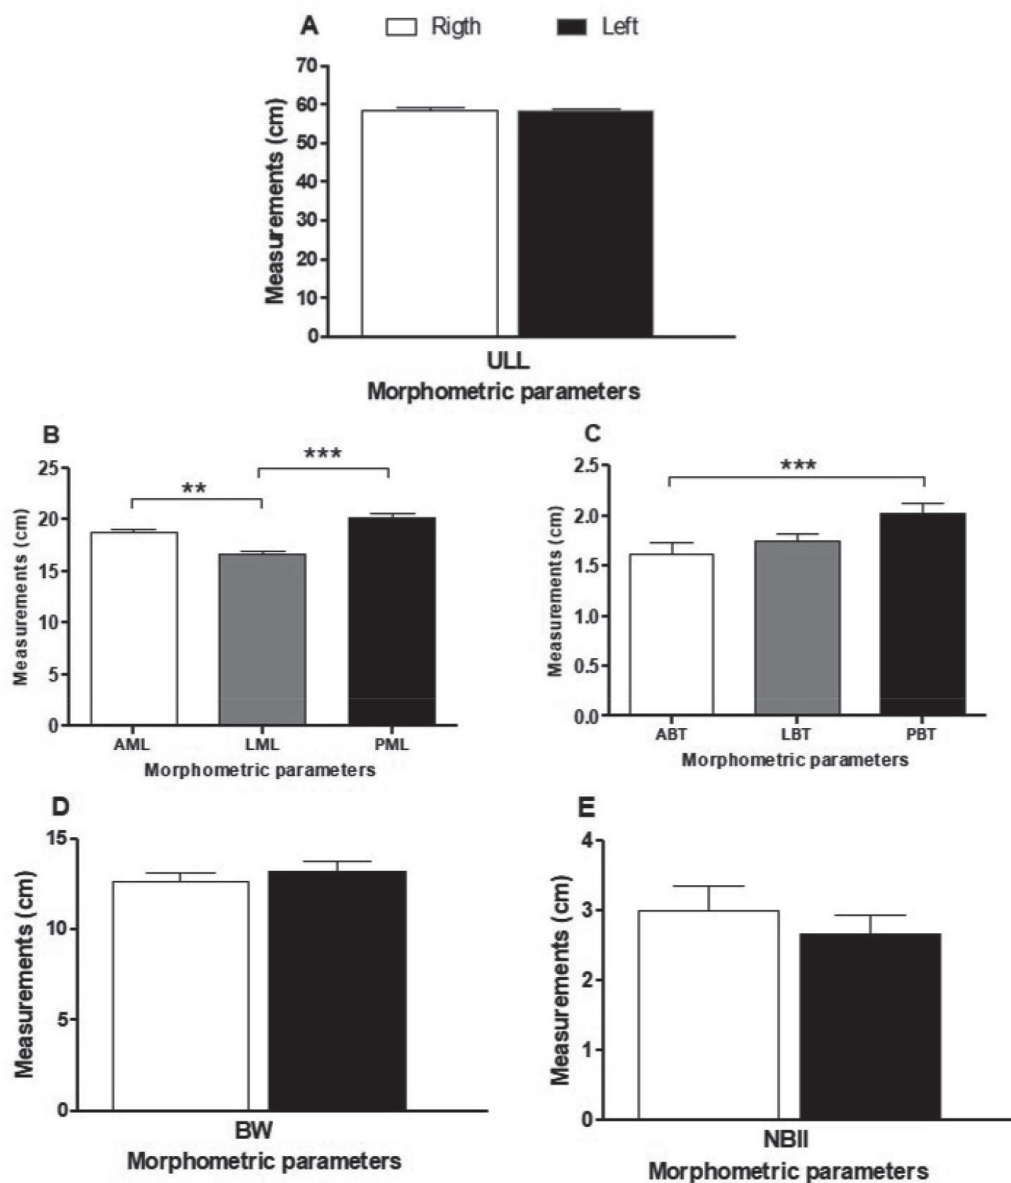 A Rigth Left
70
60
50
40
30
20
10
0
Measurements (cm)
ULL
Morphometric parameters
B
25
20
15
10
5
0
Measurements (cm)
** ***
AML LML PML
Morphometric parameters
C
2.5
2.0
1.5
1.0
0.5
0.0
Measurements (cm)
***
ABT LBT PBT
Morphometric parameters
D
15
10
5
0
Measurements (cm)
BW
Morphometric parameters
E
4
3
2
1
0
Measurements (cm)
NBII
Morphometric parameters